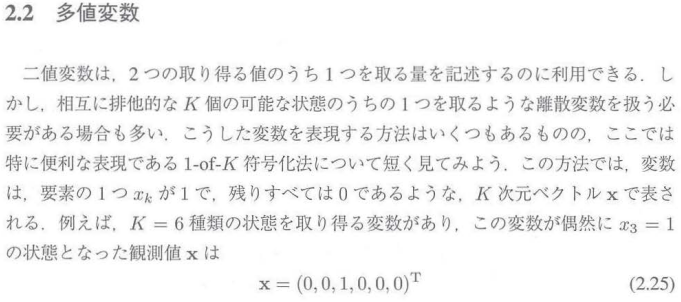 2.2 多値変数
二値変数は，2つの取り得る値のうち1つを取る量を記述するのに利用できる．し
かし，相互に排他的な K 個の可能な状態のうちの1つを取るような離散変数を扱う必
要がある場合も多い．こうした変数を表現する方法はいくつもあるものの，ここでは
特に便利な表現である 1-of-K 符号化法について短く見てみよう．この方法では，変数
は，要素の1つ xₖ が1で，残りすべては0であるような，K 次元ベクトル x で表さ
れる．例えば，K = 6 種類の状態を取り得る変数があり，この変数が偶然に x₃ = 1
の状態となった観測値 x は
x = (0, 0, 1, 0, 0, 0)ᵀ (2.25)